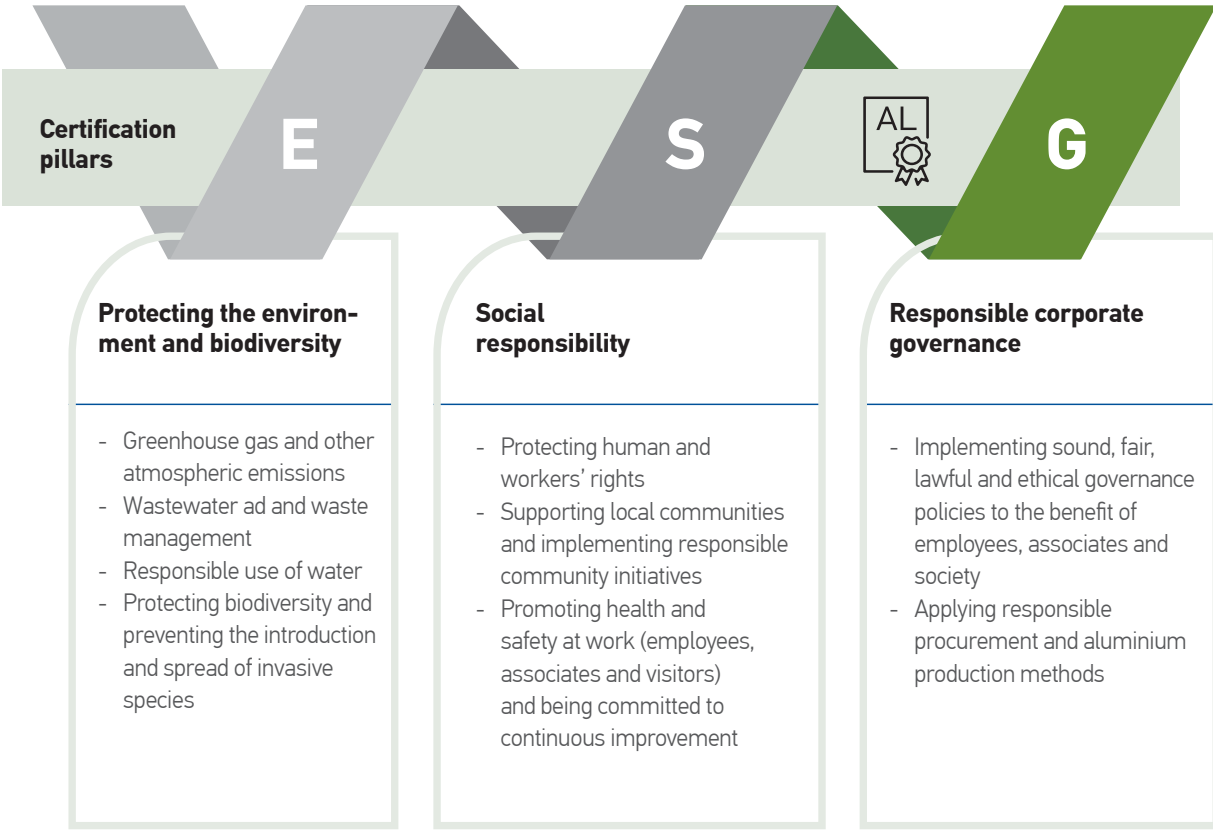 Certification
pillars
E
S
AL
G
Protecting the environ-
ment and biodiversity
- Greenhouse gas and other
atmospheric emissions
- Wastewater ad and waste
management
- Responsible use of water
- Protecting biodiversity and
preventing the introduction
and spread of invasive
species
Social
responsibility
- Protecting human and
workers’ rights
- Supporting local communities
and implementing responsible
community initiatives
- Promoting health and
safety at work (employees,
associates and visitors)
and being committed to
continuous improvement
Responsible corporate
governance
- Implementing sound, fair,
lawful and ethical governance
policies to the benefit of
employees, associates and
society
- Applying responsible
procurement and aluminium
production methods